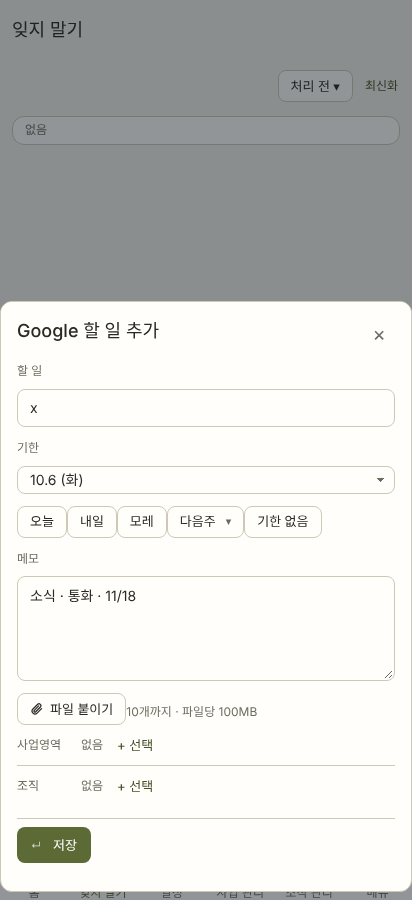 잊지 말기
처리 전 ▾ 최신화
없음
Google 할 일 추가 ✕
할 일
x
기한
10.6 (화)
오늘 내일 모레 다음주 ▾ 기한 없음
메모
소식 · 통화 · 11/18
파일 붙이기 10개까지 · 파일당 100MB
사업영역 없음 + 선택
조직 없음 + 선택
↵ 저장